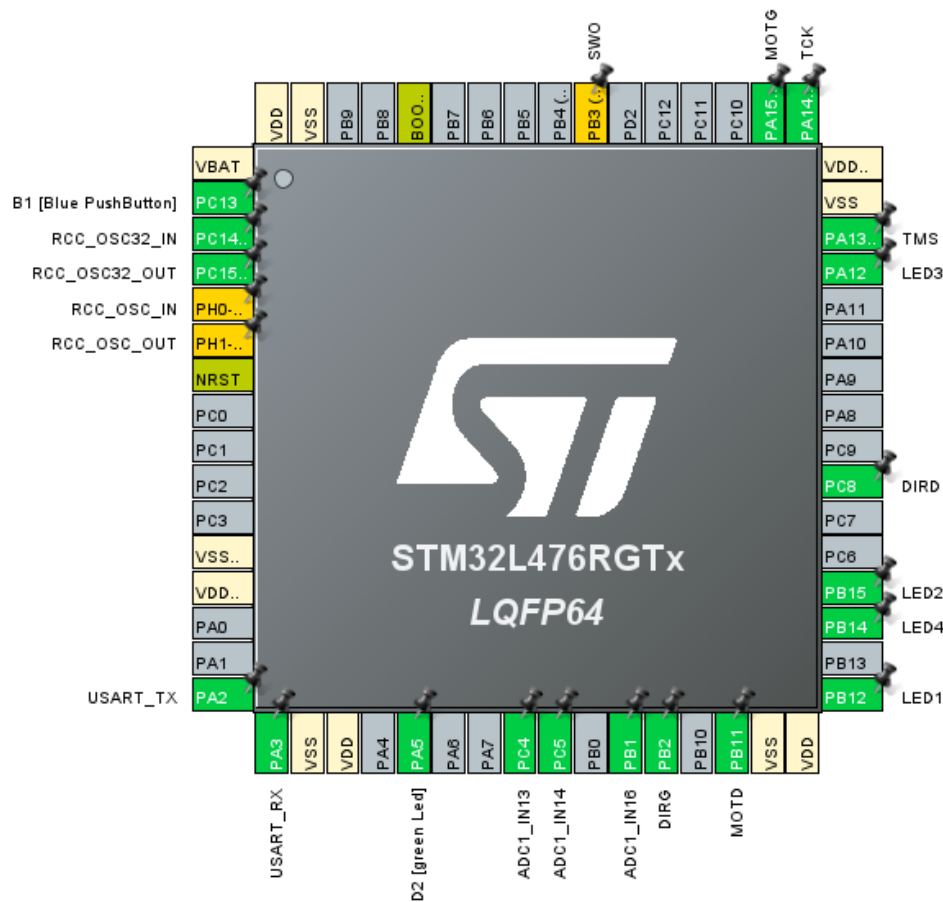 SWO
MOTG
TCK
VDD
VSS
PB9
PB8
BOO..
PB7
PB6
PB5
PB4 (..
PB3 (..
PD2
PC12
PC11
PC10
PA15..
PA14..
VBAT
B1 [Blue PushButton] PC13
RCC_OSC32_IN PC14..
RCC_OSC32_OUT PC15..
RCC_OSC_IN PH0-..
RCC_OSC_OUT PH1-..
NRST
PC0
PC1
PC2
PC3
VSS..
VDD..
PA0
PA1
USART_TX PA2
VDD..
VSS
PA13.. TMS
PA12 LED3
PA11
PA10
PA9
PA8
PC9
PC8 DIRD
PC7
PC6
PB15 LED2
PB14 LED4
PB13
PB12 LED1
ST
STM32L476RGTx
LQFP64
PA3
VSS
VDD
PA4
PA5
PA6
PA7
PC4
PC5
PB0
PB1
PB2
PB10
PB11
VSS
VDD
USART_RX
D2 [green Led]
ADC1_IN13
ADC1_IN14
ADC1_IN16
DIRG
MOTD